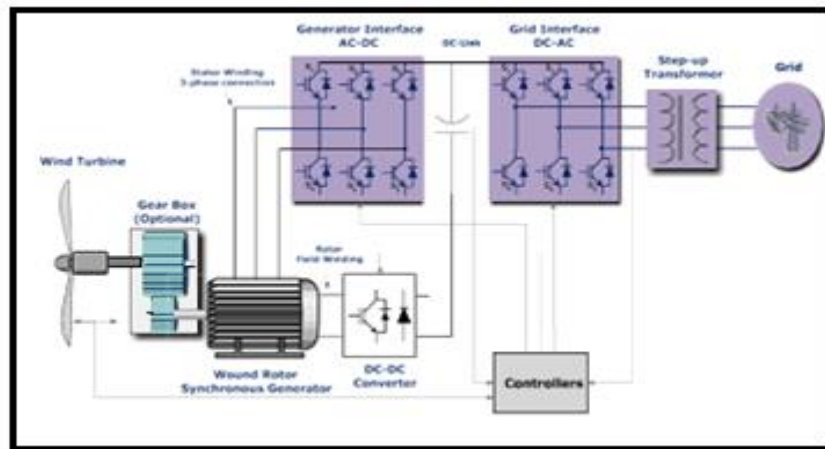 Generator Interface
AC-DC
DC-Link
Grid Interface
DC-AC
Step-up
Transformer
Grid
Stator Winding
3-phase connection
Wind Turbine
Gear Box
(Optional)
Rotor
Field Winding
Wound Rotor
Synchronous Generator
DC-DC
Converter
Controllers